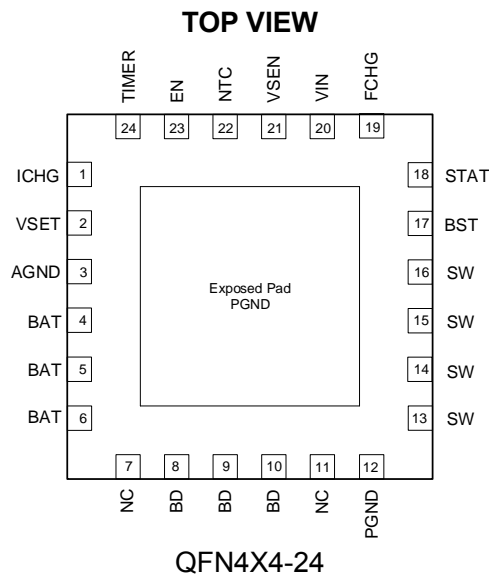 TOP VIEW
TIMER
EN
NTC
VSEN
VIN
FCHG
24
23
22
21
20
19
ICHG 1
VSET 2
AGND 3
BAT 4
BAT 5
BAT 6
18 STAT
17 BST
16 SW
15 SW
14 SW
13 SW
Exposed Pad
PGND
7
8
9
10
11
12
NC
BD
BD
BD
NC
PGND
QFN4X4-24